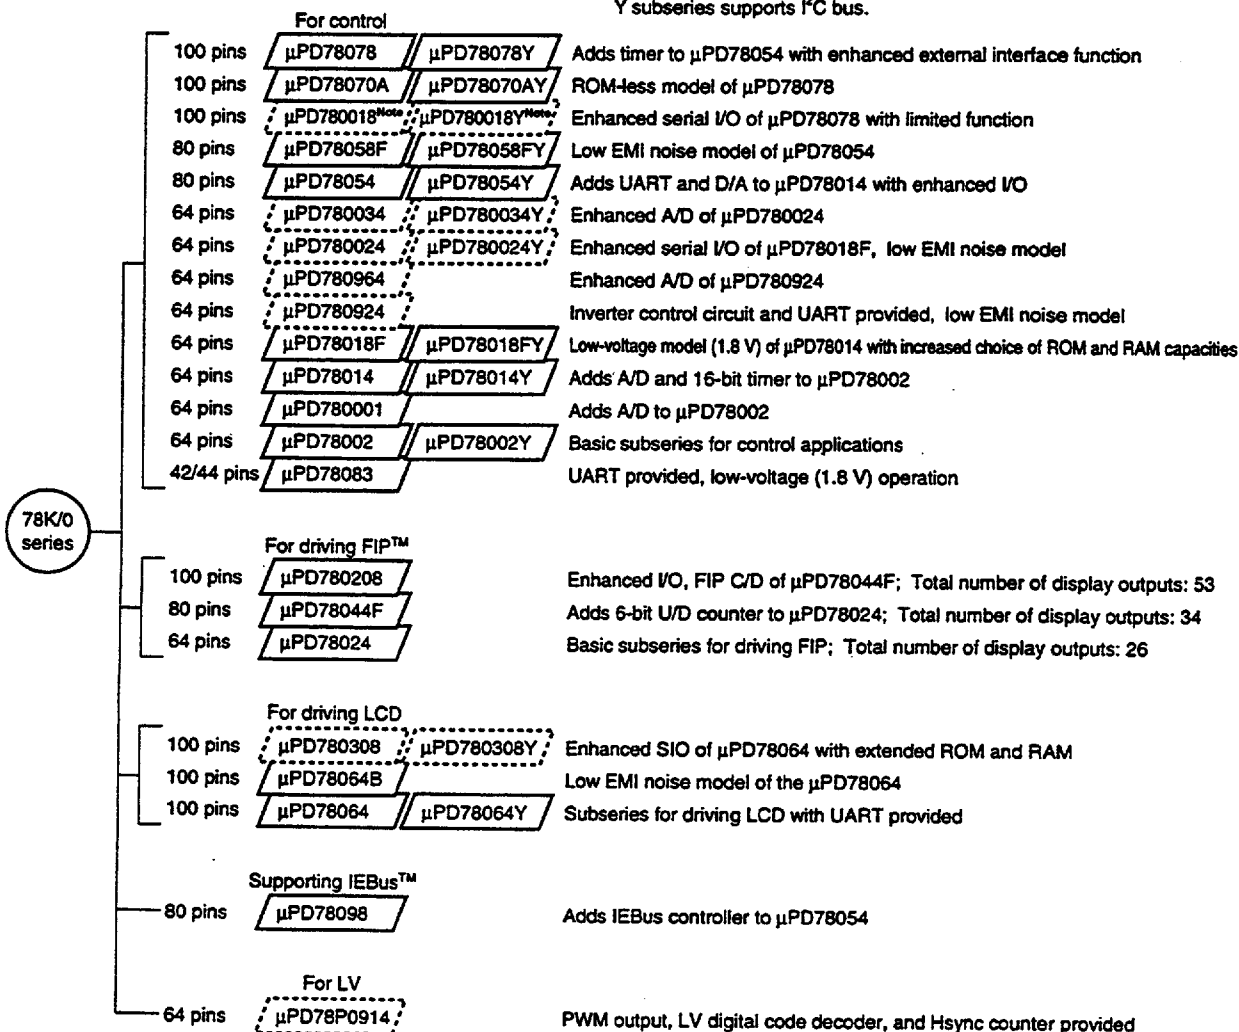 Y subseries supports I²C bus.
For control
100 pins μPD78078 μPD78078Y Adds timer to μPD78054 with enhanced external interface function
100 pins μPD78070A μPD78070AY ROM-less model of μPD78078
100 pins μPD780018Note μPD780018YNote Enhanced serial I/O of μPD78078 with limited function
80 pins μPD78058F μPD78058FY Low EMI noise model of μPD78054
80 pins μPD78054 μPD78054Y Adds UART and D/A to μPD78014 with enhanced I/O
64 pins μPD780034 μPD780034Y Enhanced A/D of μPD780024
64 pins μPD780024 μPD780024Y Enhanced serial I/O of μPD78018F, low EMI noise model
64 pins μPD780964 Enhanced A/D of μPD780924
64 pins μPD780924 Inverter control circuit and UART provided, low EMI noise model
64 pins μPD78018F μPD78018FY Low-voltage model (1.8 V) of μPD78014 with increased choice of ROM and RAM capacities
64 pins μPD78014 μPD78014Y Adds A/D and 16-bit timer to μPD78002
64 pins μPD780001 Adds A/D to μPD78002
64 pins μPD78002 μPD78002Y Basic subseries for control applications
42/44 pins μPD78083 UART provided, low-voltage (1.8 V) operation
78K/0
series
For driving FIP™
100 pins μPD780208 Enhanced I/O, FIP C/D of μPD78044F; Total number of display outputs: 53
80 pins μPD78044F Adds 6-bit U/D counter to μPD78024; Total number of display outputs: 34
64 pins μPD78024 Basic subseries for driving FIP; Total number of display outputs: 26
For driving LCD
100 pins μPD780308 μPD780308Y Enhanced SIO of μPD78064 with extended ROM and RAM
100 pins μPD78064B Low EMI noise model of the μPD78064
100 pins μPD78064 μPD78064Y Subseries for driving LCD with UART provided
Supporting IEBus™
80 pins μPD78098 Adds IEBus controller to μPD78054
For LV
64 pins μPD78P0914 PWM output, LV digital code decoder, and Hsync counter provided